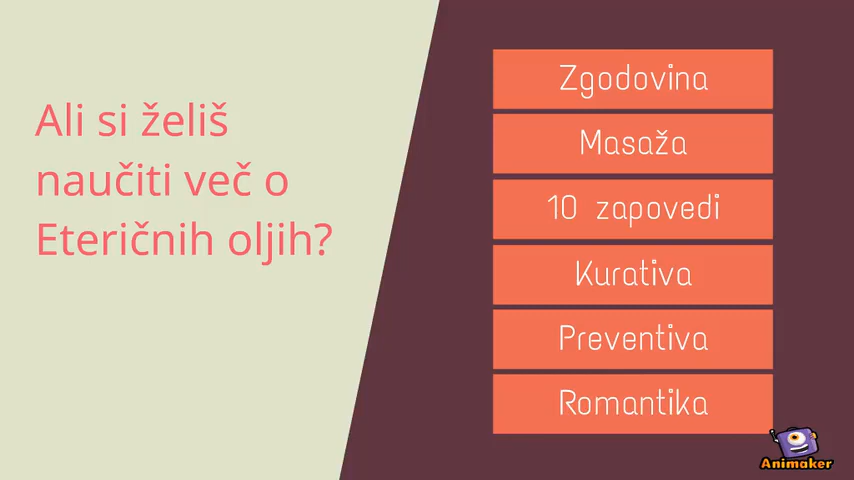 Ali si želiš
naučiti več o
Eteričnih oljih?
Zgodovina
Masaža
10 zapovedi
Kurativa
Preventiva
Romantika
Animaker